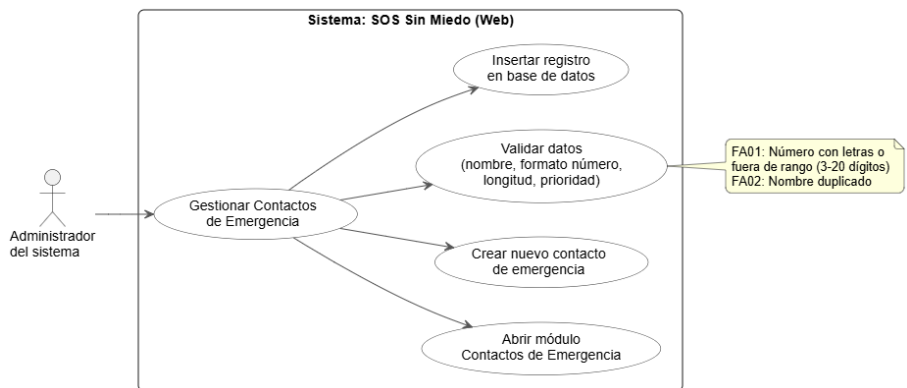 Sistema: SOS Sin Miedo (Web)
Insertar registro
en base de datos
Validar datos
(nombre, formato número,
longitud, prioridad)
FA01: Número con letras o
fuera de rango (3-20 dígitos)
FA02: Nombre duplicado
Gestionar Contactos
de Emergencia
Administrador
del sistema
Crear nuevo contacto
de emergencia
Abrir módulo
Contactos de Emergencia